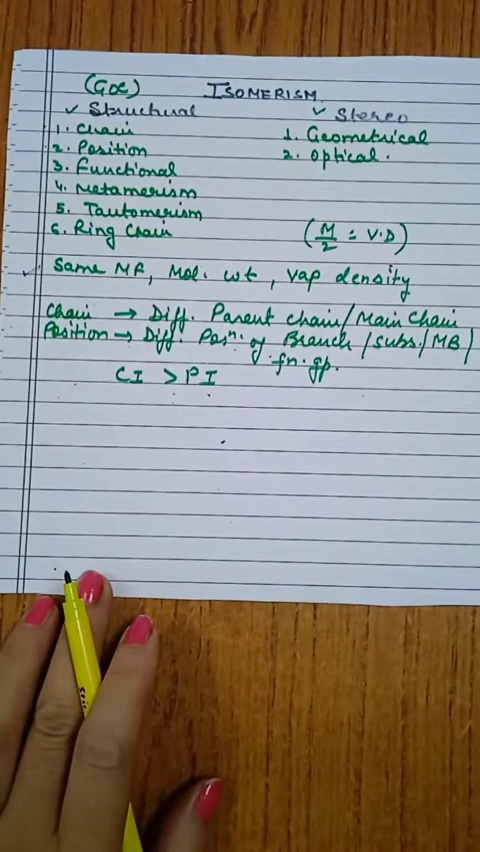 (GOC) ISOMERISM
✓ Structural ✓ Stereo
1. Chain 1. Geometrical
2. Position 2. Optical.
3. Functional
4. Metamerism
5. Tautomerism
6. Ring Chain (M/2 = V.D)
✓ Same MF, Mol. wt, Vap density
Chain → Diff. Parent chain/Main Chain
Position → Diff. Posn. of Branch/Subs./MB/
fn. gp.
CI > PI